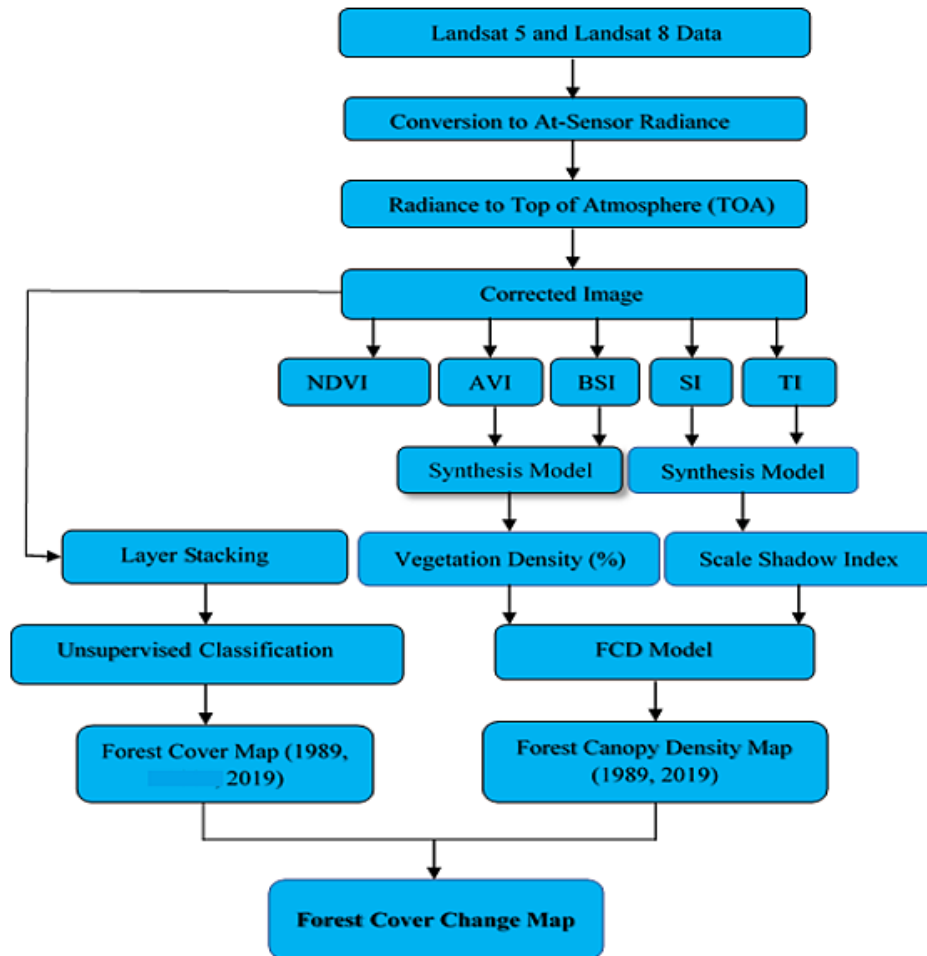 Landsat 5 and Landsat 8 Data
Conversion to At-Sensor Radiance
Radiance to Top of Atmosphere (TOA)
Corrected Image
NDVI
AVI
BSI
SI
TI
Synthesis Model
Synthesis Model
Layer Stacking
Vegetation Density (%)
Scale Shadow Index
Unsupervised Classification
FCD Model
Forest Cover Map (1989,
, 2019)
Forest Canopy Density Map
(1989, 2019)
Forest Cover Change Map